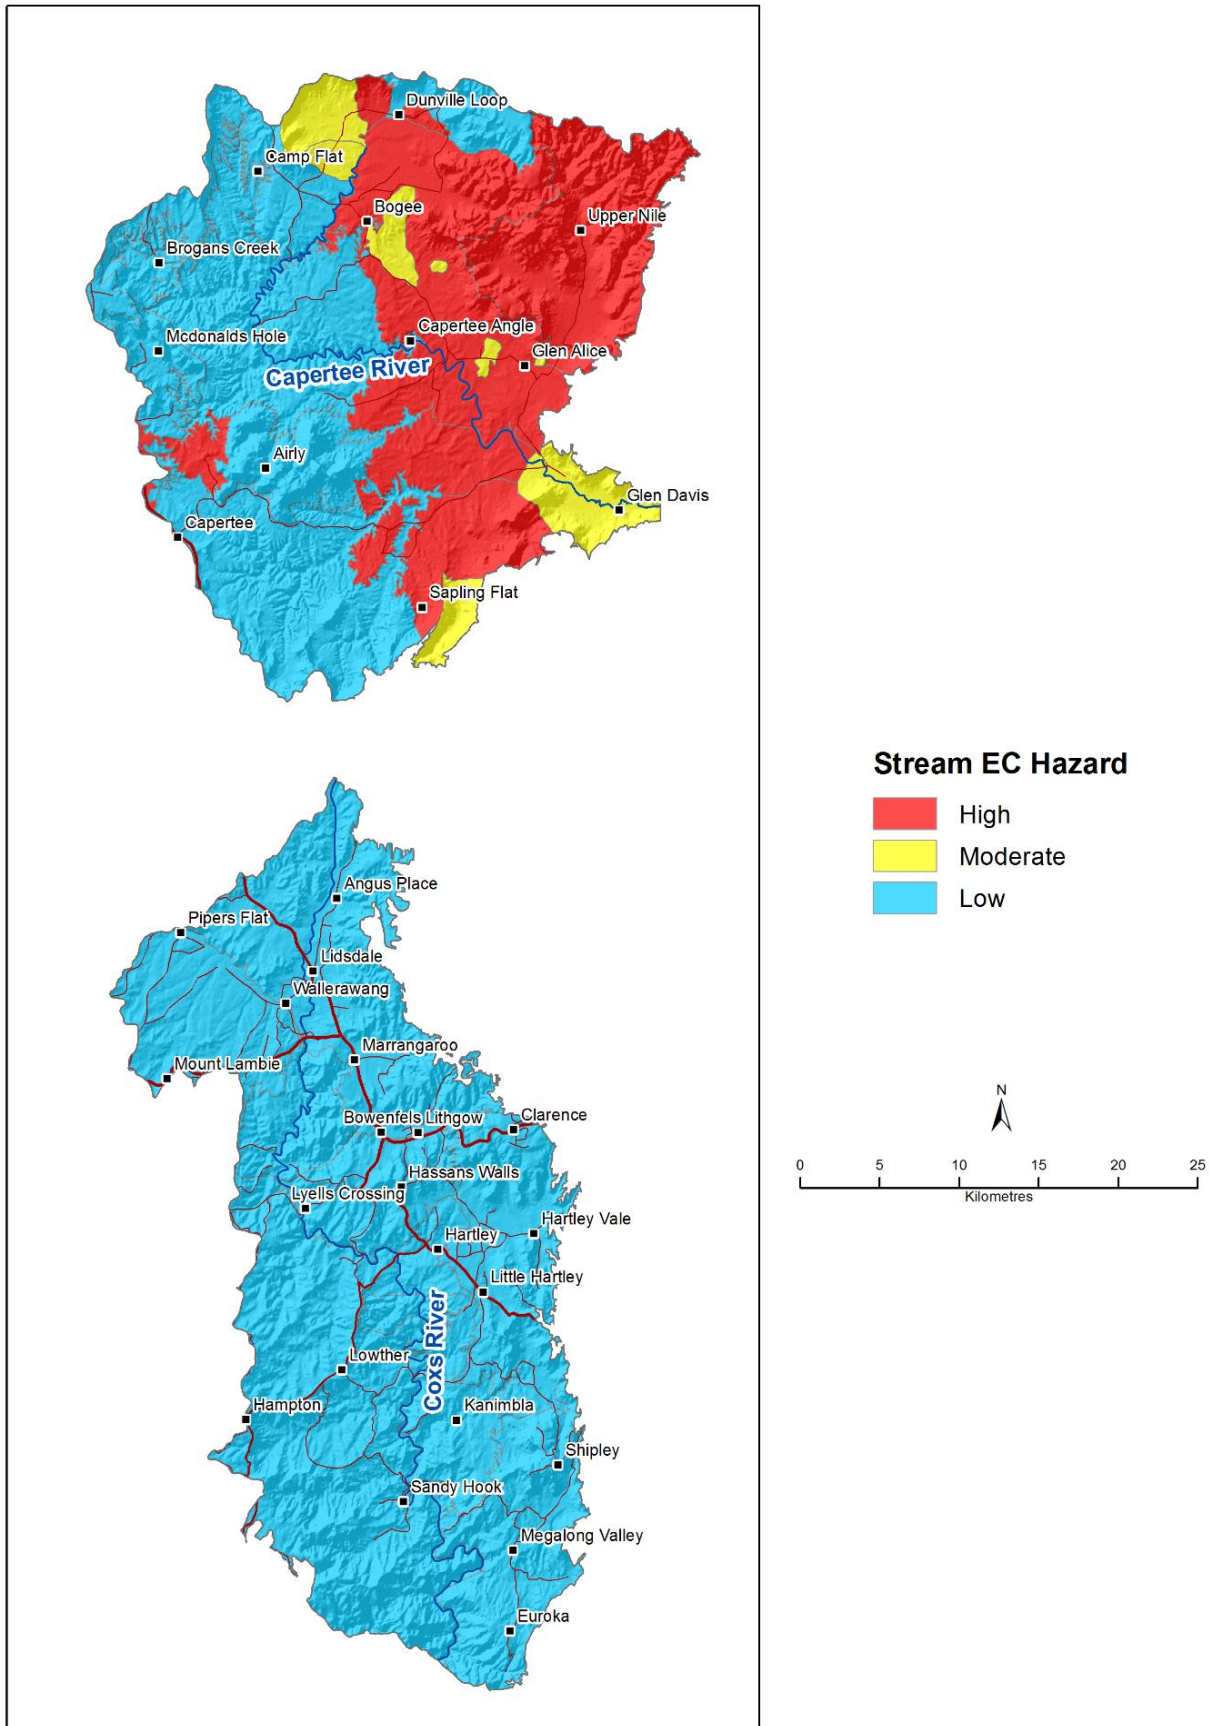 Dunville Loop
Camp Flat
Bogee
Upper Nile
Brogans Creek
Capertee Angle
Mcdonalds Hole
Glen Alice
Capertee River
Airly
Glen Davis
Capertee
Sapling Flat
Stream EC Hazard
High
Moderate
Low
Angus Place
Pipers Flat
Lidsdale
Wallerawang
Marrangaroo
Mount Lambie
Bowenfels
Lithgow
Clarence
Hassans Walls
Lyells Crossing
Hartley Vale
Hartley
Little Hartley
Coxs River
Lowther
Hampton
Kanimbla
Shipley
Sandy Hook
Megalong Valley
Euroka
N
0 5 10 15 20 25
Kilometres